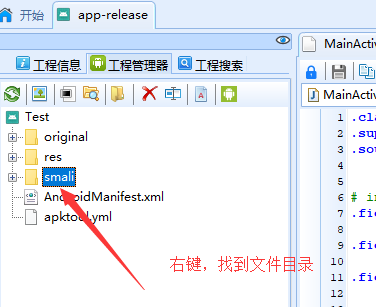 开始
app-release
工程信息
工程管理器
工程搜索
MainActiv
Test
original
res
smali
AndroidManifest.xml
apktool.yml
MainAct
1 .cla
2 .sup
3 .sou
4
5
6 # in
7 .fie
8
9 .fie
10
11 .fie
右键，找到文件目录